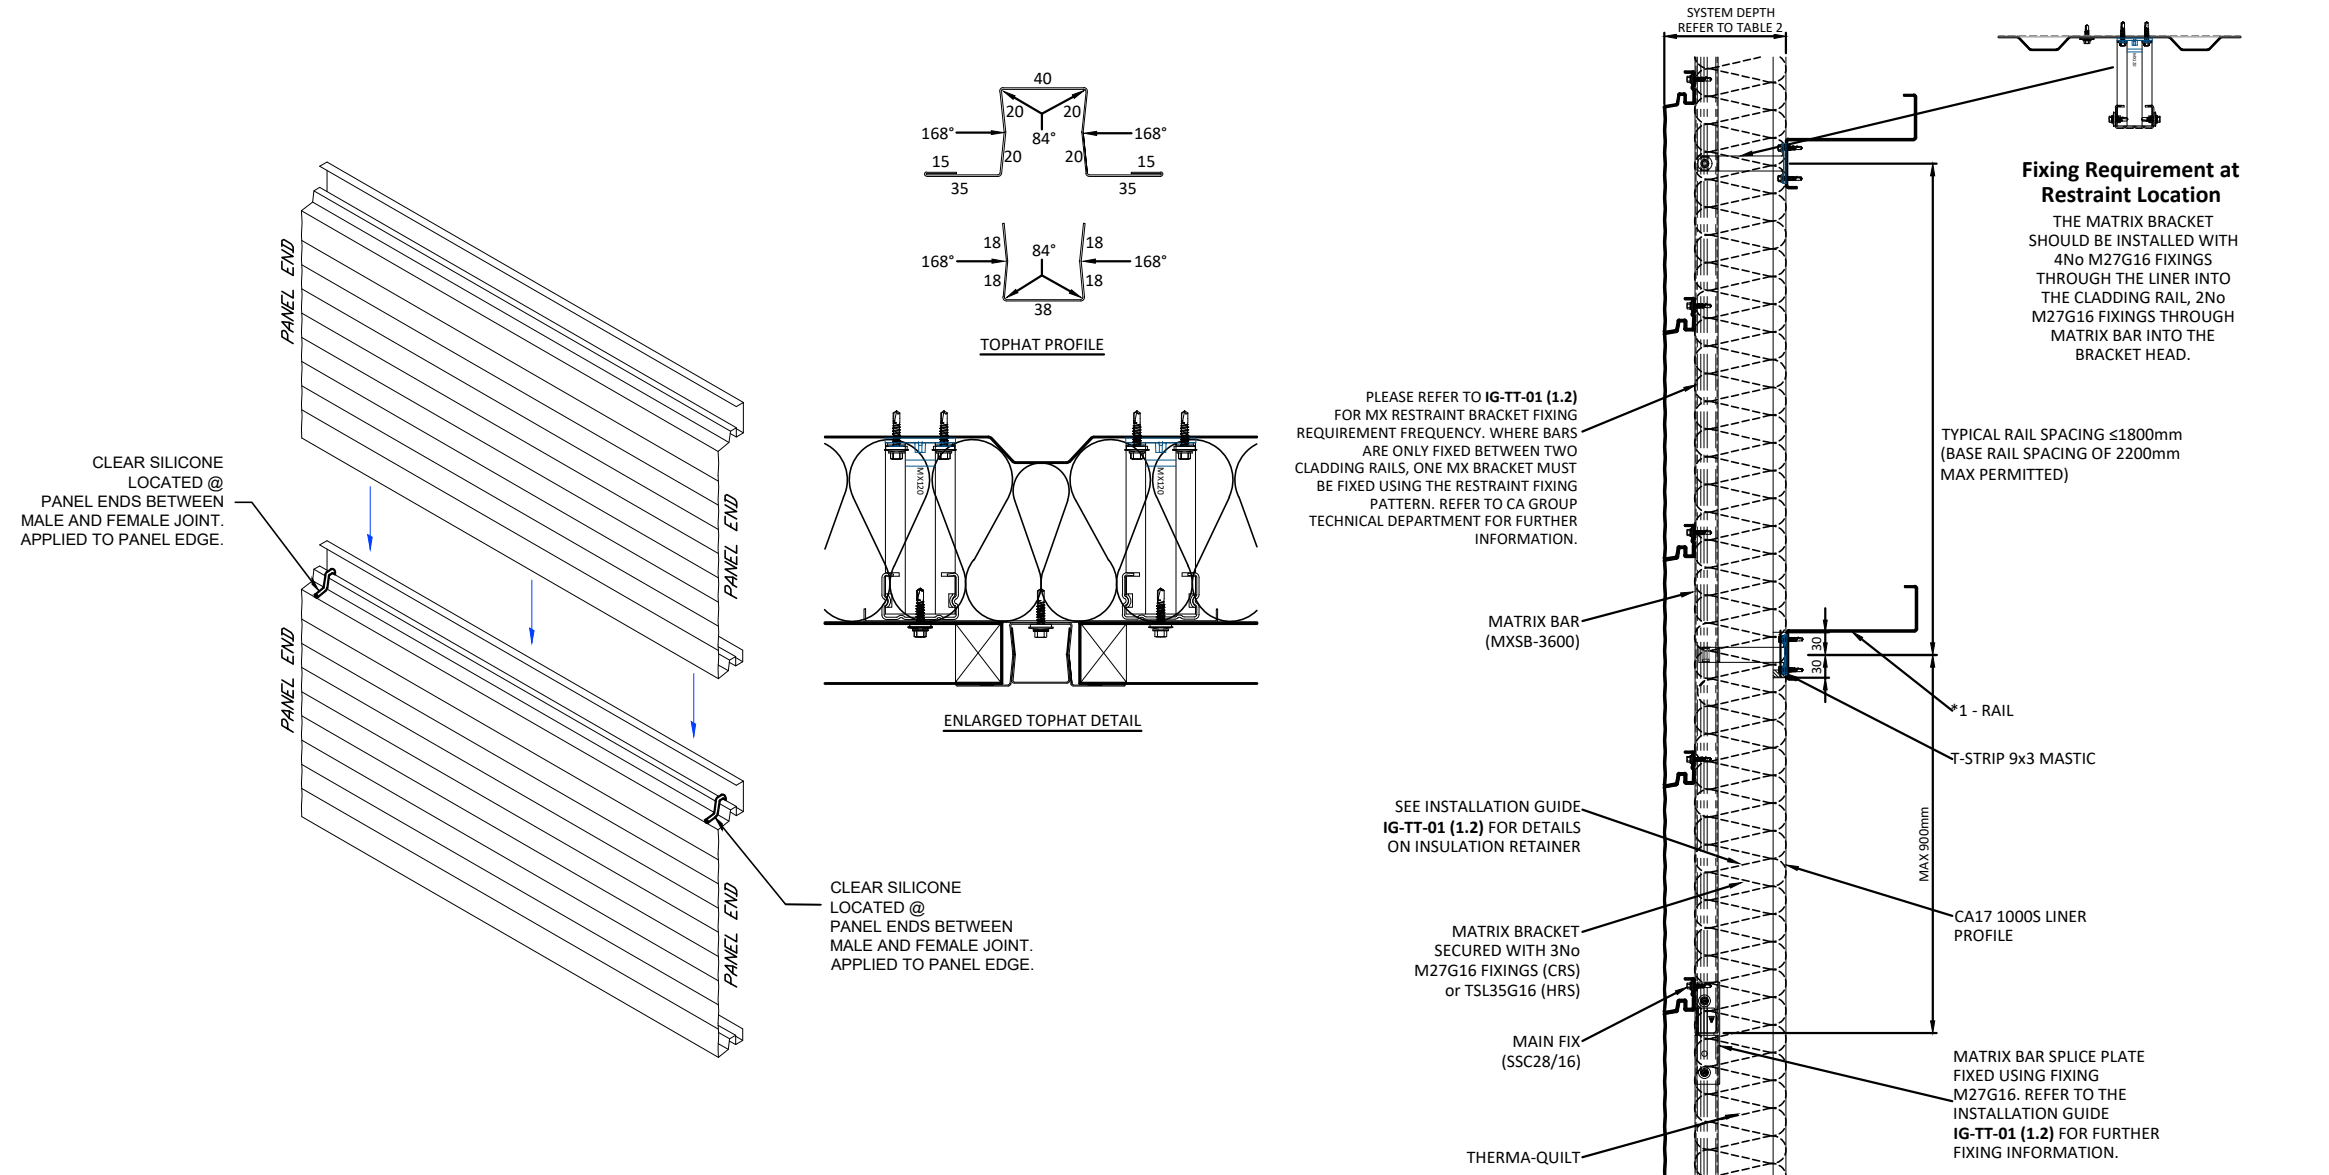 PANEL END
PANEL END
CLEAR SILICONE
LOCATED @
PANEL ENDS BETWEEN
MALE AND FEMALE JOINT.
APPLIED TO PANEL EDGE.
PANEL END
PANEL END
CLEAR SILICONE
LOCATED @
PANEL ENDS BETWEEN
MALE AND FEMALE JOINT.
APPLIED TO PANEL EDGE.
40
20 20
168° 84° 168°
15 20 20 15
35 35
18 84° 18
168° 168°
18 18
38
TOPHAT PROFILE
MX120 MX120
ENLARGED TOPHAT DETAIL
SYSTEM DEPTH
REFER TO TABLE 2
PLEASE REFER TO IG-TT-01 (1.2)
FOR MX RESTRAINT BRACKET FIXING
REQUIREMENT FREQUENCY. WHERE BARS
ARE ONLY FIXED BETWEEN TWO
CLADDING RAILS, ONE MX BRACKET MUST
BE FIXED USING THE RESTRAINT FIXING
PATTERN. REFER TO CA GROUP
TECHNICAL DEPARTMENT FOR FURTHER
INFORMATION.
MATRIX BAR
(MXSB-3600)
SEE INSTALLATION GUIDE
IG-TT-01 (1.2) FOR DETAILS
ON INSULATION RETAINER
MATRIX BRACKET
SECURED WITH 3No
M27G16 FIXINGS (CRS)
or TSL35G16 (HRS)
MAIN FIX
(SSC28/16)
THERMA-QUILT
Fixing Requirement at
Restraint Location
THE MATRIX BRACKET
SHOULD BE INSTALLED WITH
4No M27G16 FIXINGS
THROUGH THE LINER INTO
THE CLADDING RAIL, 2No
M27G16 FIXINGS THROUGH
MATRIX BAR INTO THE
BRACKET HEAD.
TYPICAL RAIL SPACING ≤1800mm
(BASE RAIL SPACING OF 2200mm
MAX PERMITTED)
30
30
*1 - RAIL
T-STRIP 9x3 MASTIC
MAX 900mm
CA17 1000S LINER
PROFILE
MATRIX BAR SPLICE PLATE
FIXED USING FIXING
M27G16. REFER TO THE
INSTALLATION GUIDE
IG-TT-01 (1.2) FOR FURTHER
FIXING INFORMATION.